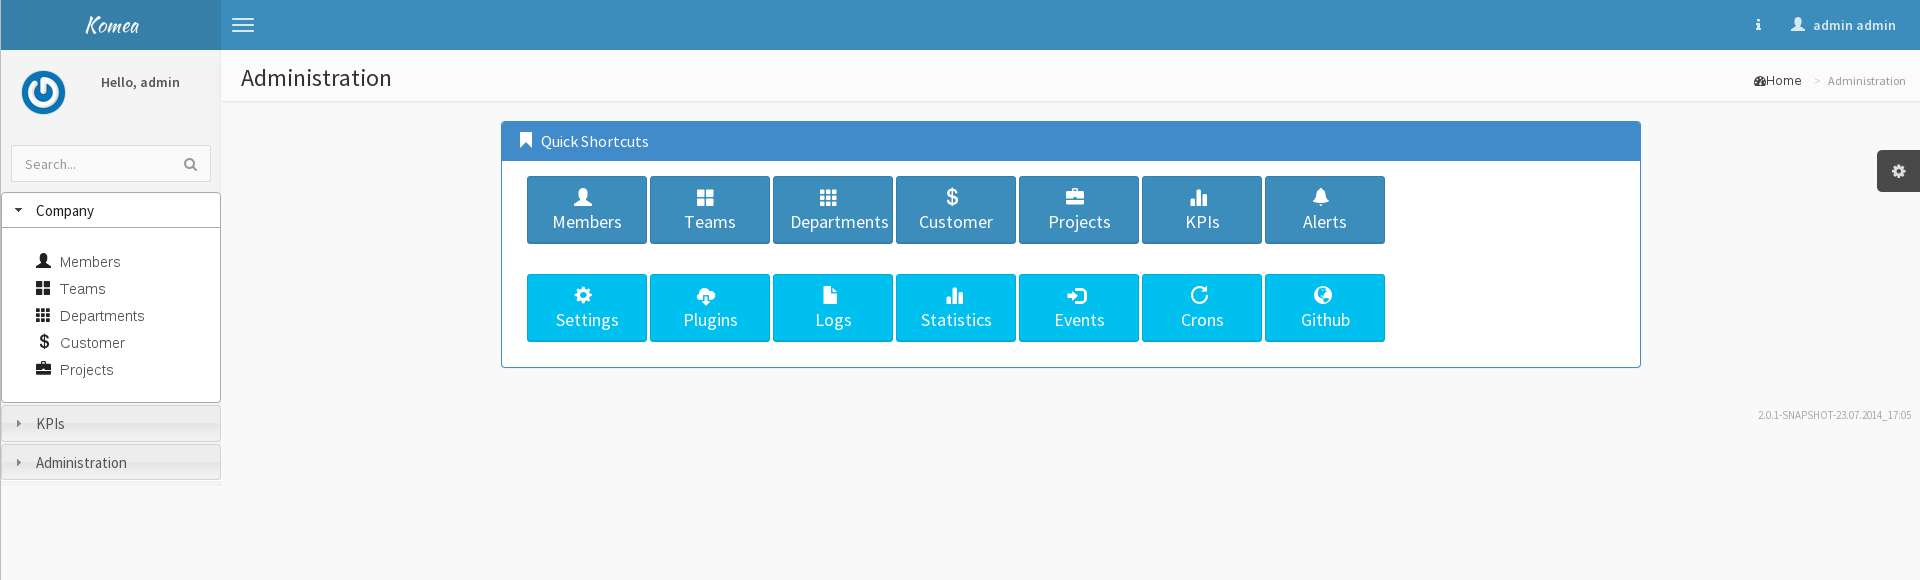 Komea
admin admin
Hello, admin
Administration
Home > Administration
Search...
Company
Members
Teams
Departments
Customer
Projects
KPIs
Administration
Quick Shortcuts
Members Teams Departments Customer Projects KPIs Alerts
Settings Plugins Logs Statistics Events Crons Github
2.0.1-SNAPSHOT-23.07.2014_17:05